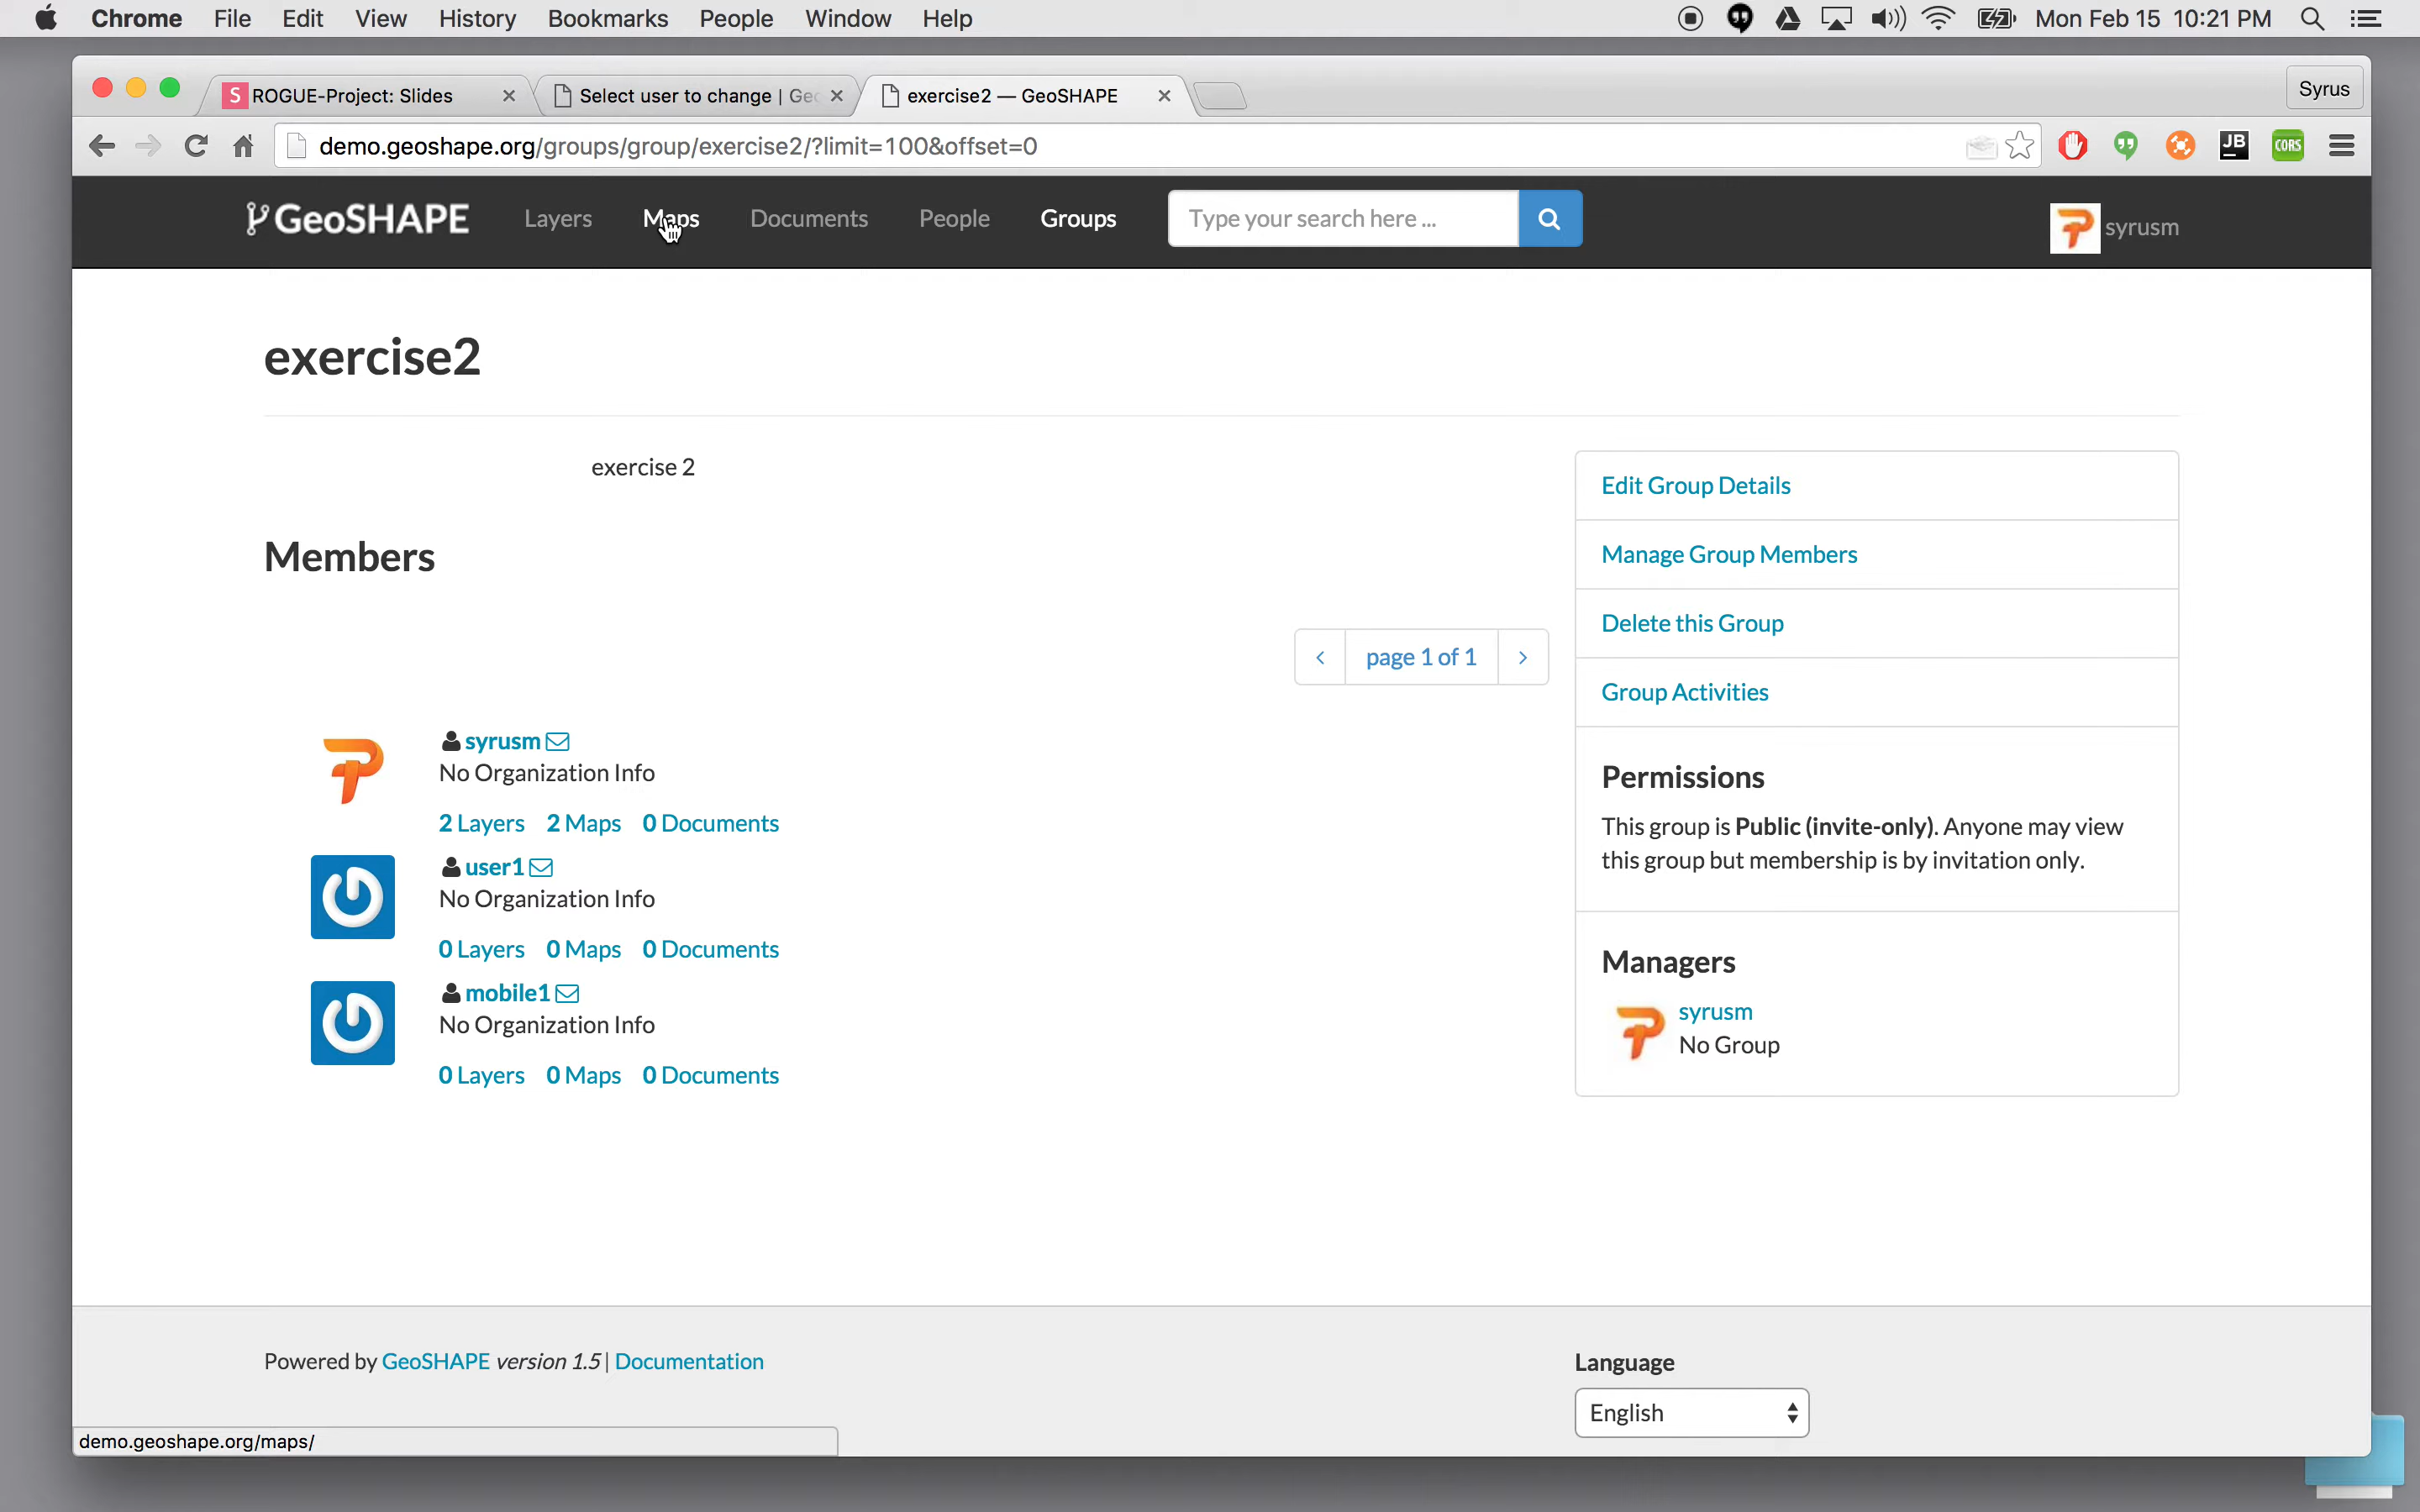 Chrome File Edit View History Bookmarks People Window Help Mon Feb 15 10:21 PM
S ROGUE-Project: Slides Select user to change | Geo exercise2 — GeoSHAPE Syrus
demo.geoshape.org/groups/group/exercise2/?limit=100&offset=0 JB CORS
GeoSHAPE Layers Maps Documents People Groups Type your search here ... syrusm
exercise2
exercise 2
Members
page 1 of 1
syrusm
No Organization Info
2 Layers 2 Maps 0 Documents
user1
No Organization Info
0 Layers 0 Maps 0 Documents
mobile1
No Organization Info
0 Layers 0 Maps 0 Documents
Edit Group Details
Manage Group Members
Delete this Group
Group Activities
Permissions
This group is Public (invite-only). Anyone may view
this group but membership is by invitation only.
Managers
syrusm
No Group
Powered by GeoSHAPE version 1.5 | Documentation
Language
English
demo.geoshape.org/maps/